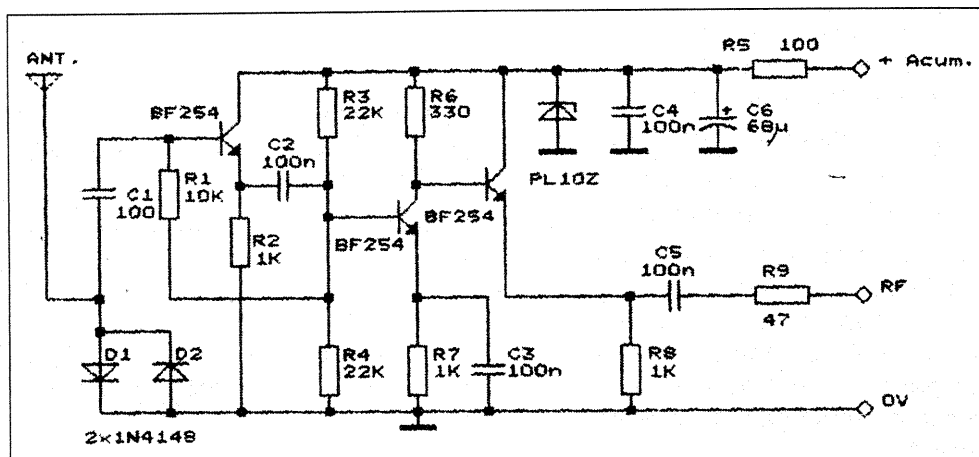 ANT.
R5 100
+ Acum.
BF254
R3
22K
R6
330
C4
100n
C6
68µ
+
C2
100n
C1
100
R1
10K
PL10Z
BF254
BF254
R2
1K
C5
100n
R9
47
RF
D1
D2
R4
22K
R7
1K
C3
100n
R8
1K
0V
2×1N4148